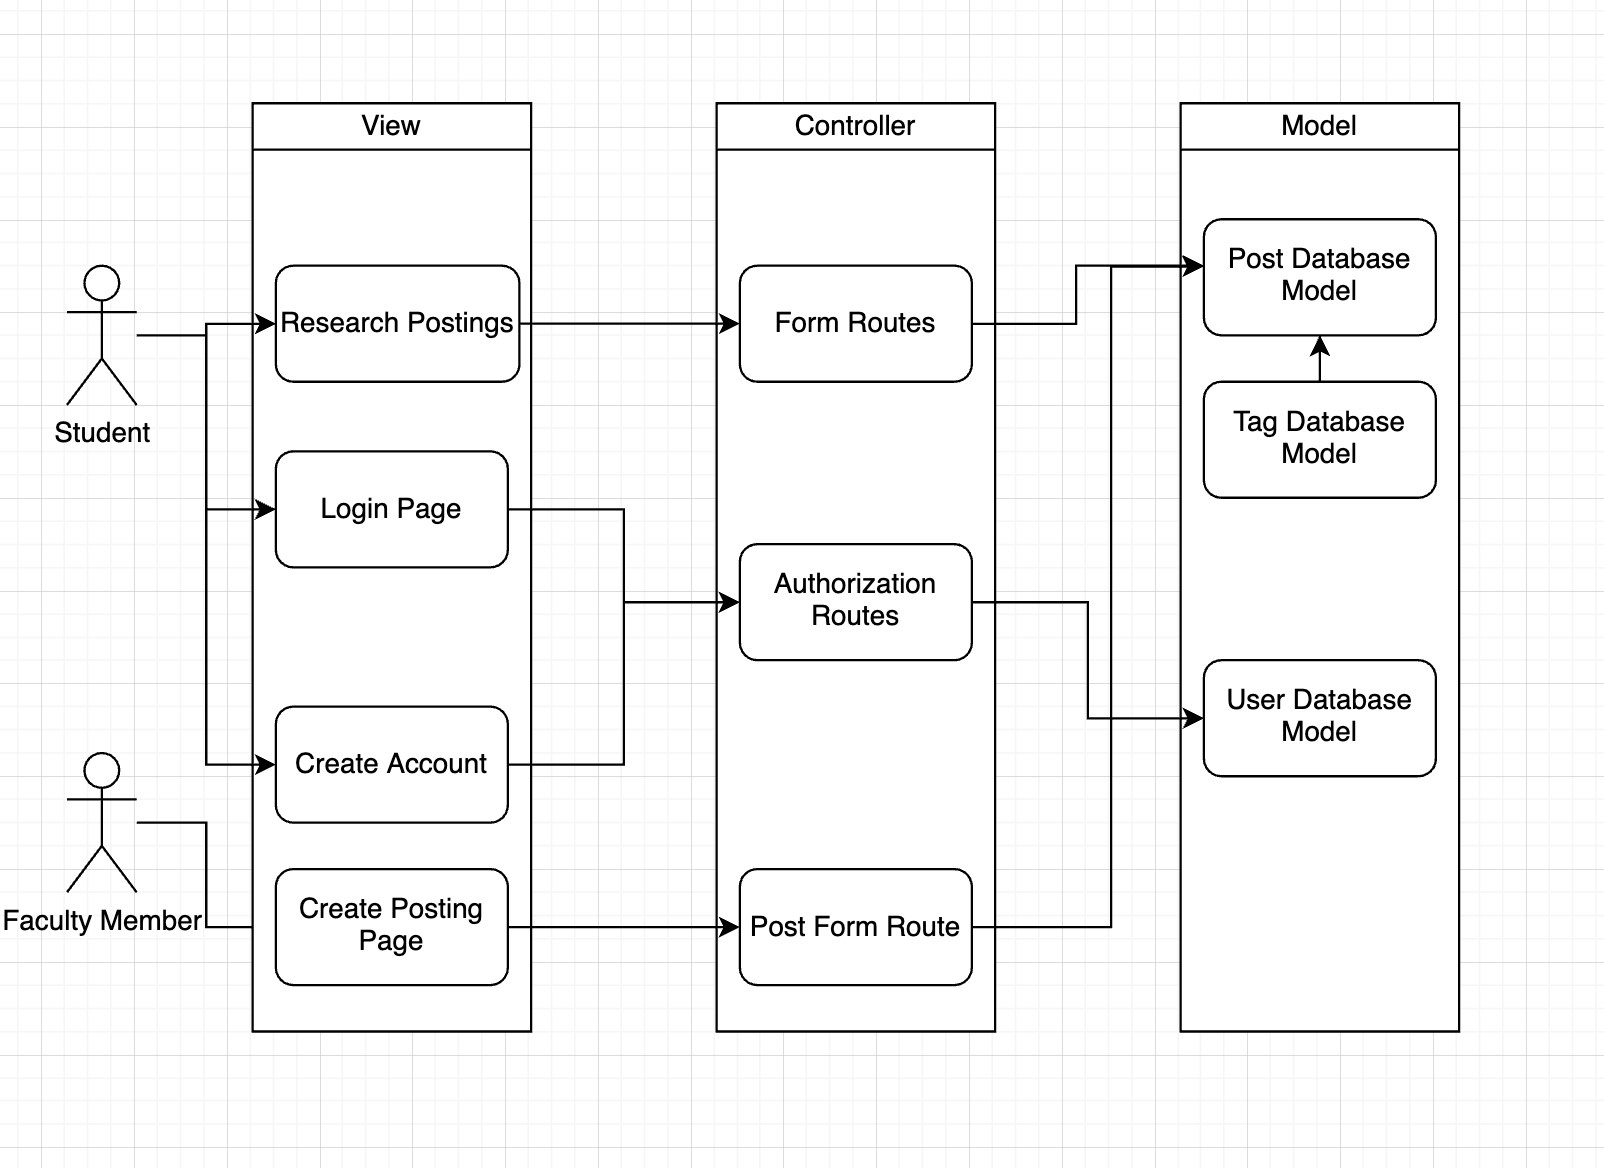 View
Controller
Model
Research Postings
Form Routes
Post Database
Model
Student
Login Page
Tag Database
Model
Authorization
Routes
Create Account
User Database
Model
Faculty Member
Create Posting
Page
Post Form Route